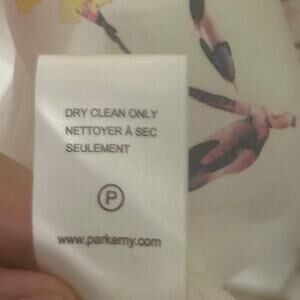 DRY CLEAN ONLY
NETTOYER À SEC
SEULEMENT
P
www.parkerny.com